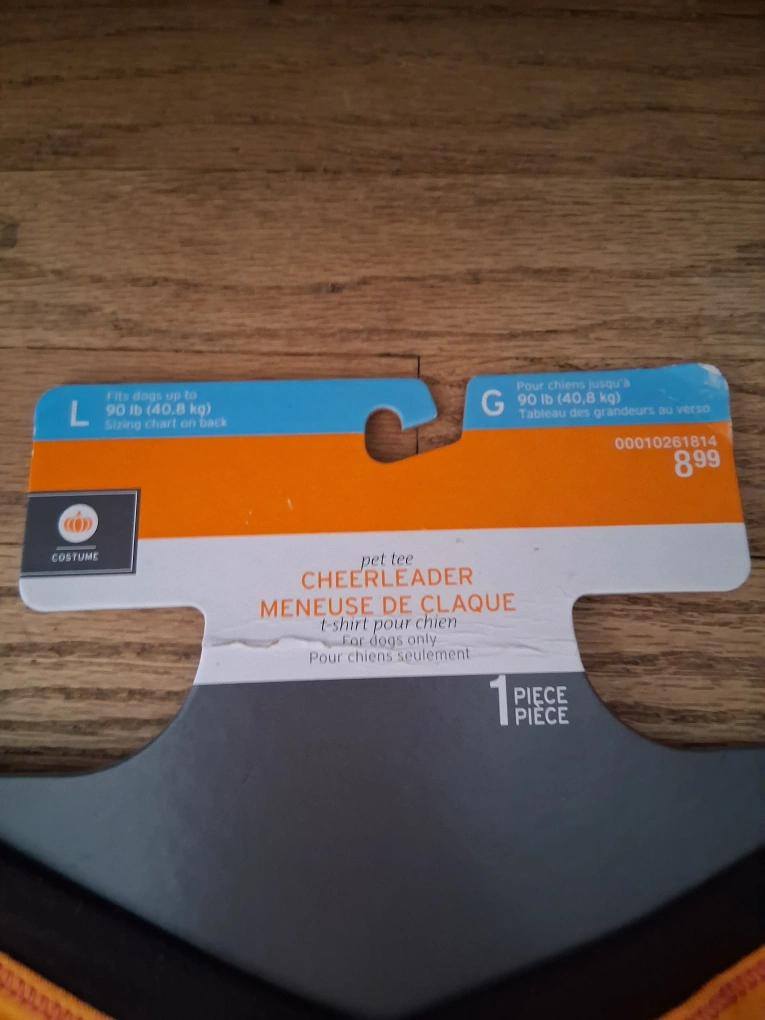 L
Fits dogs up to
90 lb (40.8 kg)
Sizing chart on back
G
Pour chiens jusqu'à
90 lb (40,8 kg)
Tableau des grandeurs au verso
00010261814
8 99
COSTUME
pet tee
CHEERLEADER
MENEUSE DE CLAQUE
t-shirt pour chien
For dogs only
Pour chiens seulement
1 PIECE
PIÈCE